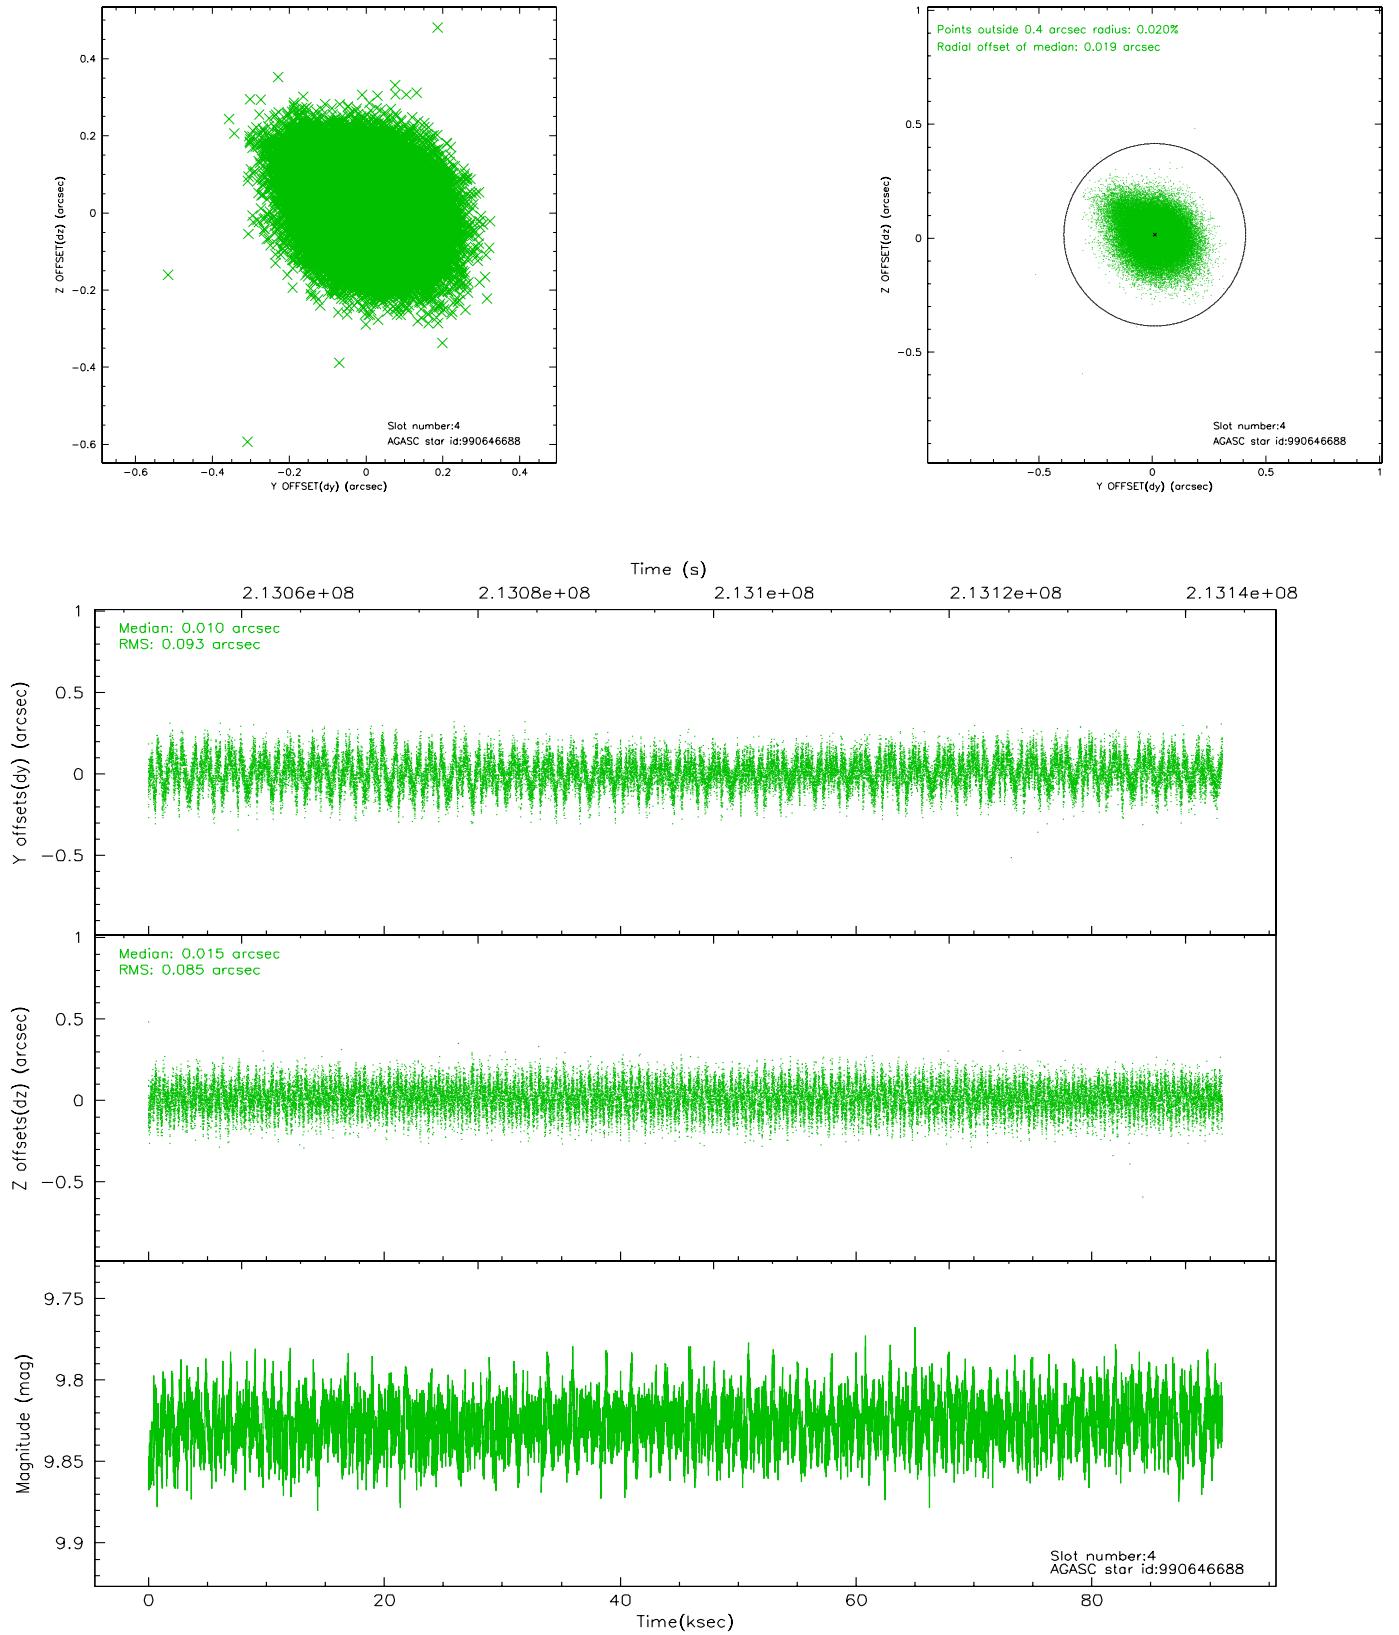 0.4
0.2
0
-0.2
-0.4
-0.6
Z OFFSET(dz) (arcsec)
Slot number:4
AGASC star id:990646688
-0.6 -0.4 -0.2 0 0.2 0.4
Y OFFSET(dy) (arcsec)
Points outside 0.4 arcsec radius: 0.020%
Radial offset of median: 0.019 arcsec
1
0.5
0
-0.5
Z OFFSET(dz) (arcsec)
Slot number:4
AGASC star id:990646688
-0.5 0 0.5 1
Y OFFSET(dy) (arcsec)
Time (s)
2.1306e+08 2.1308e+08 2.131e+08 2.1312e+08 2.1314e+08
Median: 0.010 arcsec
RMS: 0.093 arcsec
1
0.5
0
-0.5
Y offsets(dy) (arcsec)
Median: 0.015 arcsec
RMS: 0.085 arcsec
1
0.5
0
-0.5
Z offsets(dz) (arcsec)
9.75
9.8
9.85
9.9
Magnitude (mag)
Slot number:4
AGASC star id:990646688
0 20 40 60 80
Time(ksec)